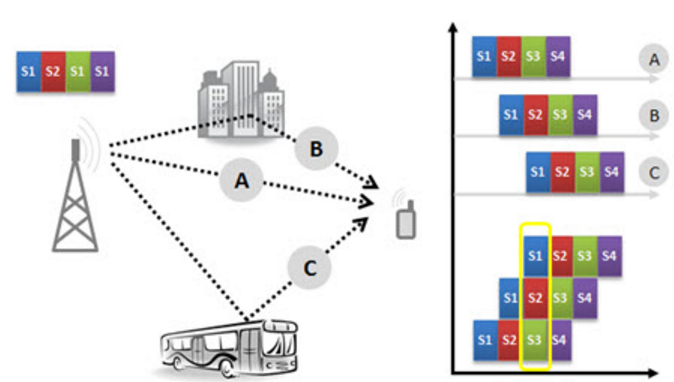 S1 S2 S1 S1
B
A
C
S1 S2 S3 S4 A
S1 S2 S3 S4 B
S1 S2 S3 S4 C
S1 S2 S3 S4
S1 S2 S3 S4
S1 S2 S3 S4